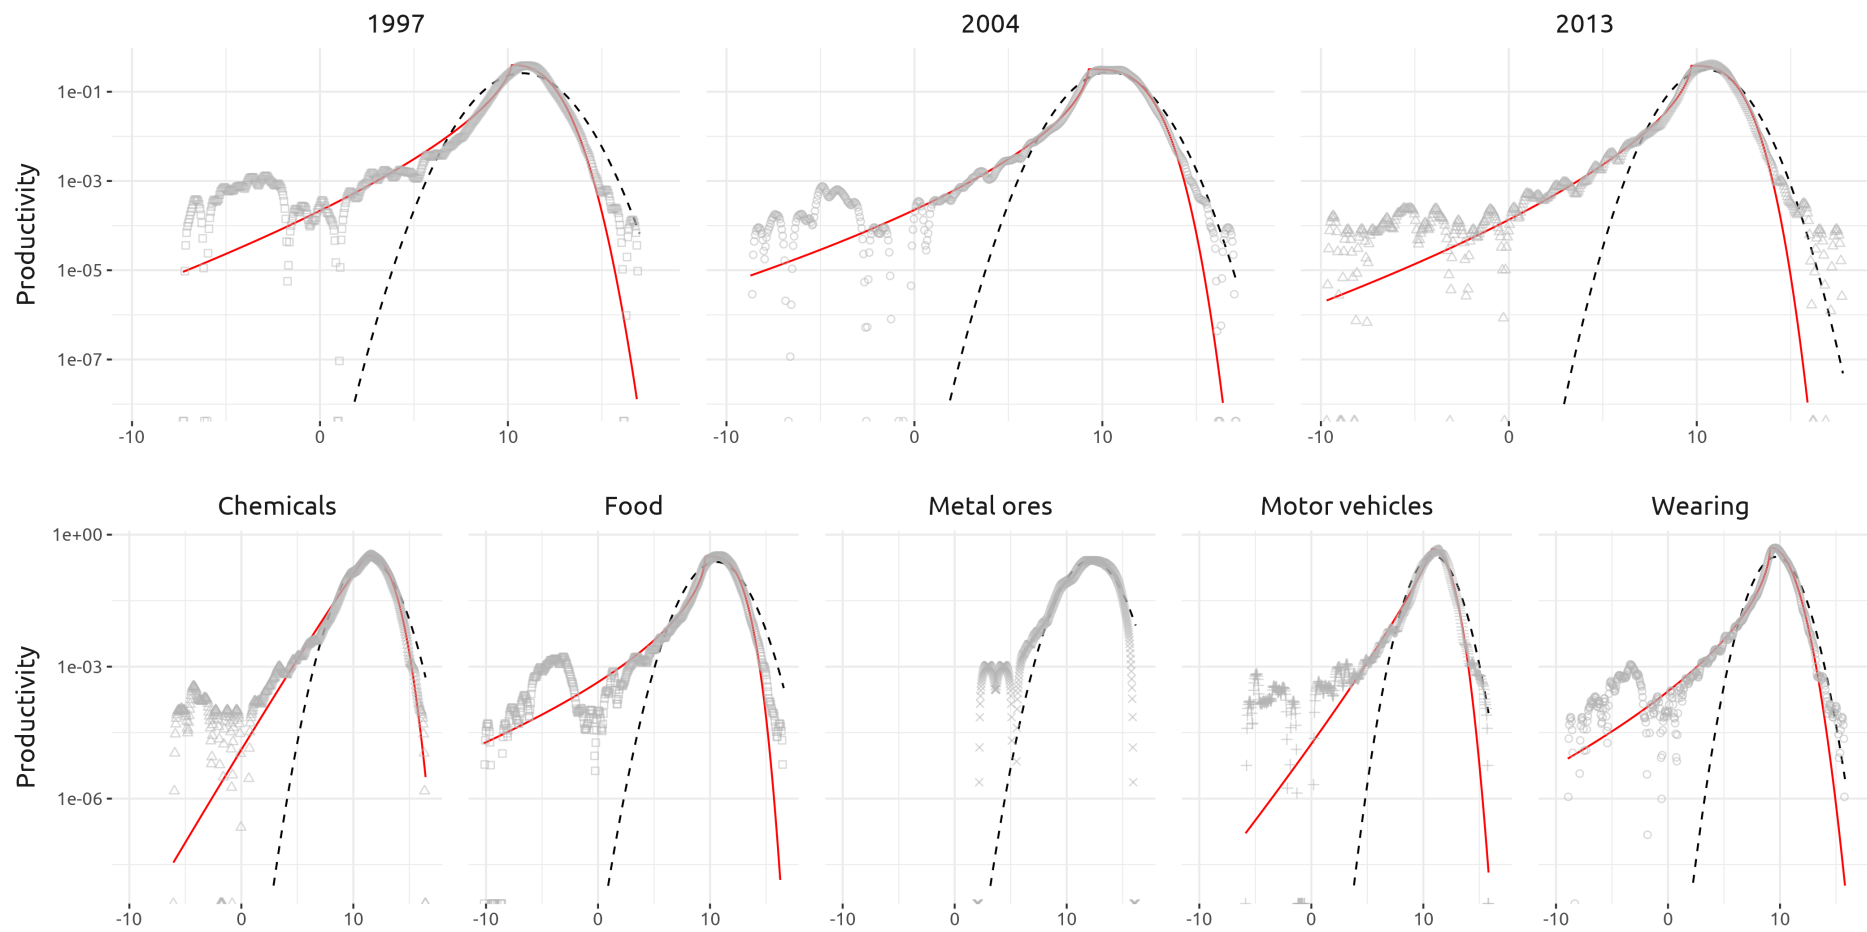 1997 2004 2013
Productivity
1e-01
1e-03
1e-05
1e-07
-10 0 10 -10 0 10 -10 0 10
Chemicals Food Metal ores Motor vehicles Wearing
Productivity
1e+00
1e-03
1e-06
-10 0 10 -10 0 10 -10 0 10 -10 0 10 -10 0 10